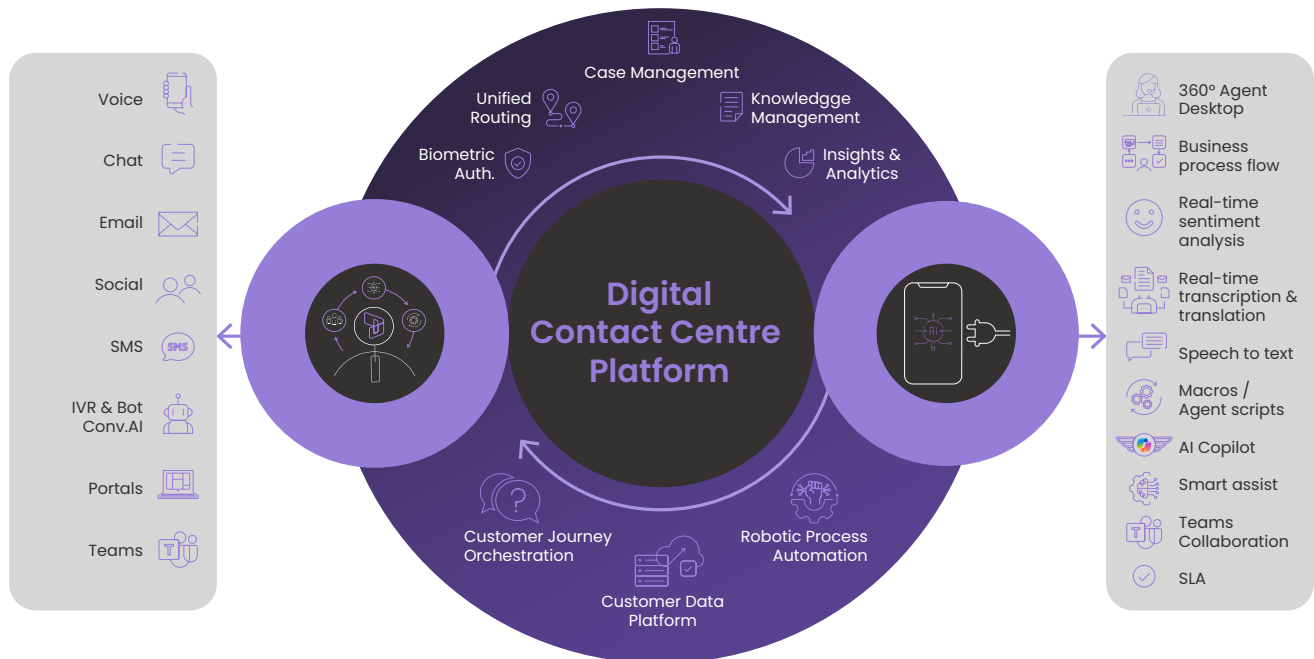 Voice
Chat
Email
Social
SMS
SMS
IVR & Bot
Conv.AI
Portals
Teams
T
Case Management
Unified
Routing
Knowledgge
Management
Biometric
Auth.
Insights &
Analytics
Digital
Contact Centre
Platform
AI
Customer Journey
Orchestration
Robotic Process
Automation
Customer Data
Platform
360° Agent
Desktop
Business
process flow
Real-time
sentiment
analysis
Real-time
transcription &
translation
Speech to text
Macros /
Agent scripts
AI Copilot
Smart assist
Teams
Collaboration
T
SLA